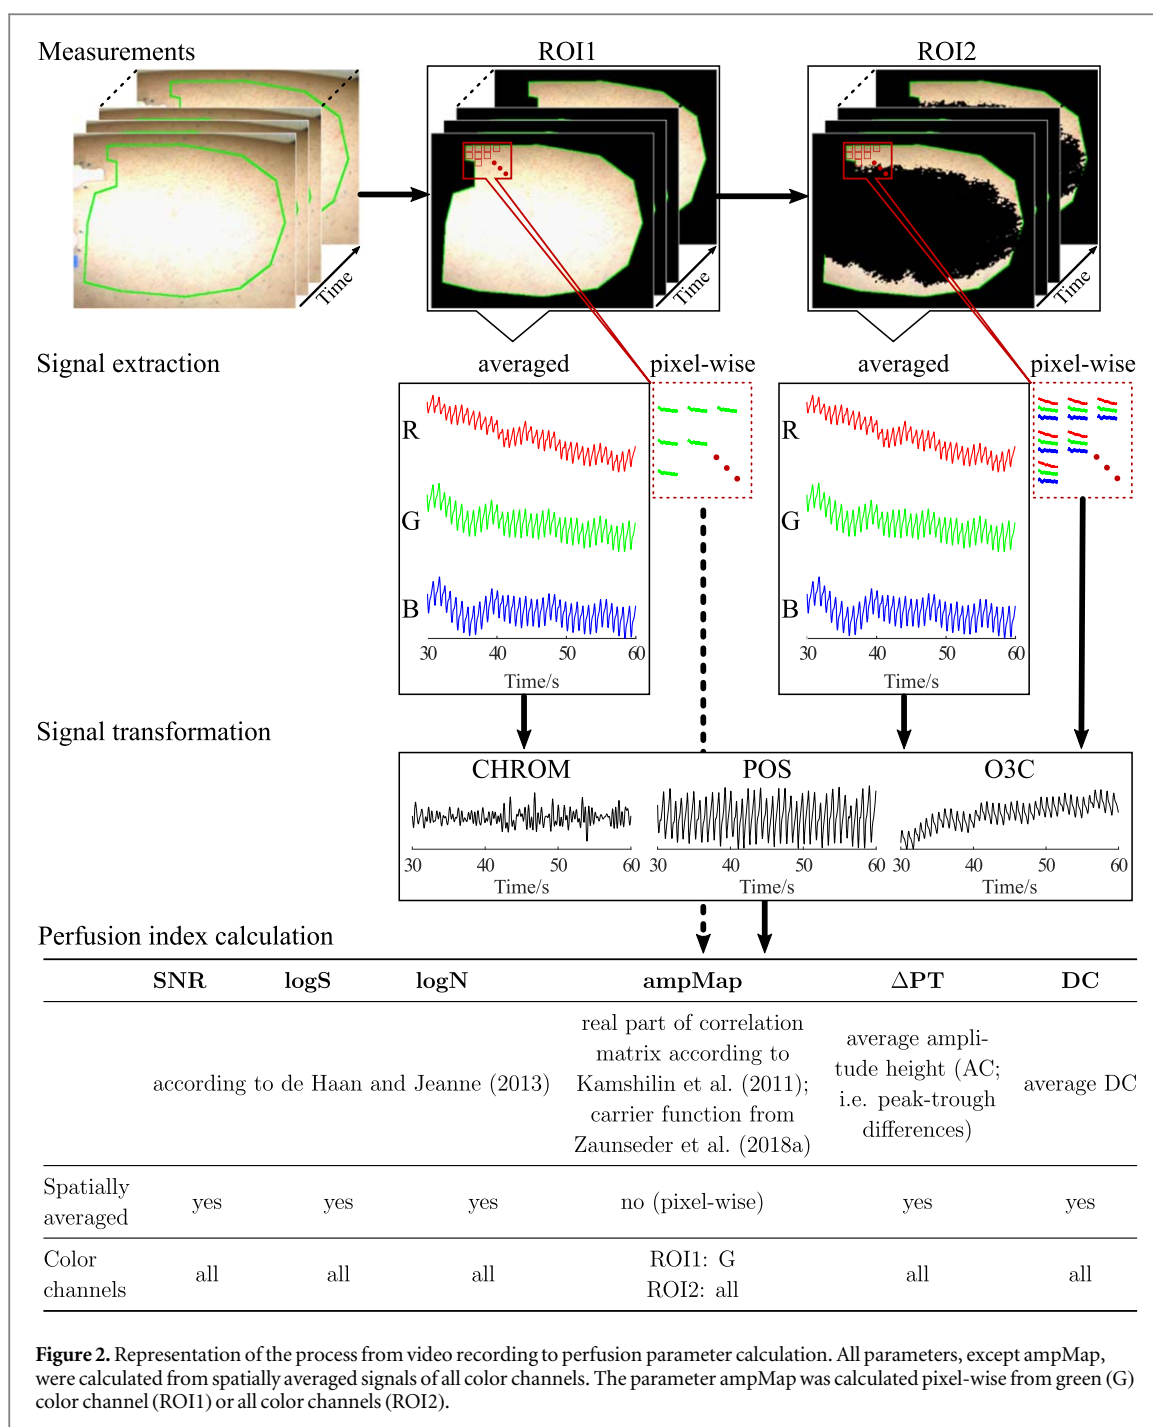 Measurements
ROI1
ROI2
Time
Time
Time
Signal extraction
averaged
pixel-wise
averaged
pixel-wise
R
G
B
30 40 50 60
Time/s
R
G
B
30 40 50 60
Time/s
Signal transformation
CHROM
POS
O3C
30 40 50 60
Time/s
30 40 50 60
Time/s
30 40 50 60
Time/s
Perfusion index calculation
SNR logS logN ampMap ΔPT DC
according to de Haan and Jeanne (2013)
real part of correlation
matrix according to
Kamshilin et al. (2011);
carrier function from
Zaunseder et al. (2018a)
average ampli-
tude height (AC;
i.e. peak-trough
differences)
average DC
Spatially
averaged
yes yes yes no (pixel-wise) yes yes
Color
channels
all all all
ROI1: G
ROI2: all
all all
Figure 2. Representation of the process from video recording to perfusion parameter calculation. All parameters, except ampMap,
were calculated from spatially averaged signals of all color channels. The parameter ampMap was calculated pixel-wise from green (G)
color channel (ROI1) or all color channels (ROI2).